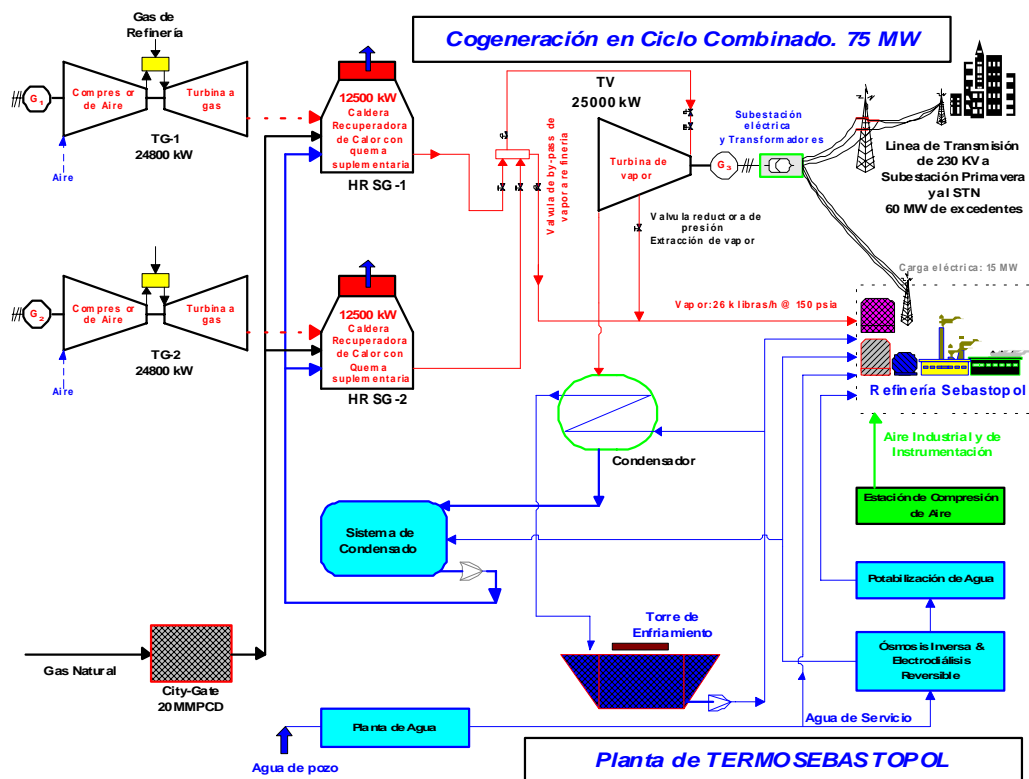 Gas de
Refinería
Cogeneración en Ciclo Combinado. 75 MW
G1
Compresor
de Aire
Turbina a
gas
TG-1
24800 kW
Aire
12500 kW
Caldera
Recuperadora
de Calor con
quema
suplementaria
HRSG-1
Valvula de by-pass de
vapor a refineria
TV
25000 kW
Turbina de
vapor
G3
Subestación
eléctrica
y Transformadores
Linea de Transmisión
de 230 KV a
Subestación Primavera
y al STN
60 MW de excedentes
Valvula reductora de
presión
Extracción de vapor
Carga eléctrica: 15 MW
G2
Compresor
de Aire
Turbina a
gas
TG-2
24800 kW
Aire
12500 kW
Caldera
Recuperadora
de Calor con
Quema
suplementaria
HRSG-2
Vapor: 26 k libras/h @ 150 psia
Refinería Sebastopol
Condensador
Aire Industrial y de
Instrumentación
Estación de Compresión
de Aire
Sistema de
Condensado
Potabilización de Agua
Torre de
Enfriamiento
Ósmosis Inversa &
Electrodiálisis
Reversible
Gas Natural
City-Gate
20MMPCD
Planta de Agua
Agua de Servicio
Agua de pozo
Planta de TERMOSEBASTOPOL